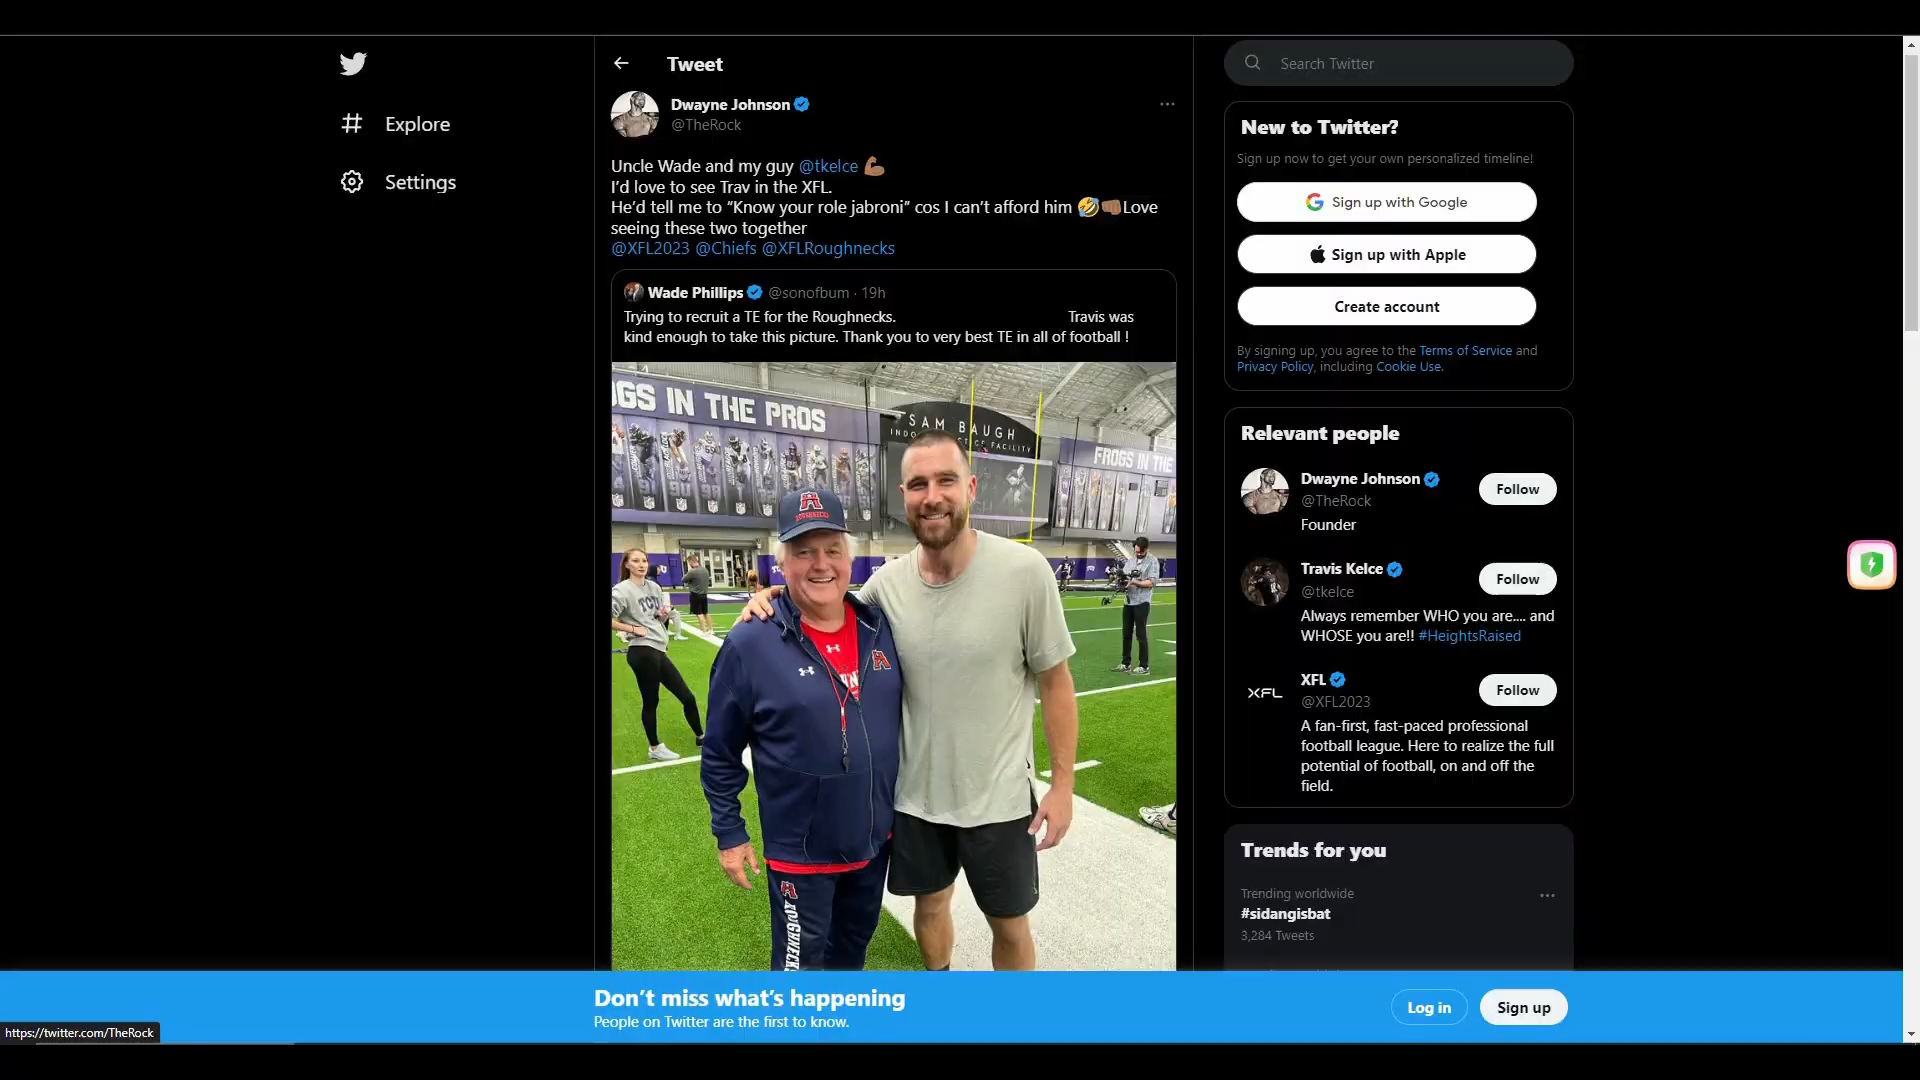 Tweet
Search Twitter
Explore
Settings
Dwayne Johnson
@TheRock
Uncle Wade and my guy @tkelce 💪🏽
I’d love to see Trav in the XFL.
He’d tell me to “Know your role jabroni” cos I can’t afford him 🤣👊🏽Love
seeing these two together
@XFL2023 @Chiefs @XFLRoughnecks
Wade Phillips @sonofbum · 19h
Trying to recruit a TE for the Roughnecks. Travis was
kind enough to take this picture. Thank you to very best TE in all of football !
FROGS IN THE PROS
SAM BAUGH
FROGS IN THE
ROUGHNECKS
TCU
New to Twitter?
Sign up now to get your own personalized timeline!
Sign up with Google
Sign up with Apple
Create account
By signing up, you agree to the Terms of Service and
Privacy Policy, including Cookie Use.
Relevant people
Dwayne Johnson
@TheRock
Founder
Follow
Travis Kelce
@tkelce
Follow
Always remember WHO you are.... and
WHOSE you are!! #HeightsRaised
XFL
XFL
@XFL2023
Follow
A fan-first, fast-paced professional
football league. Here to realize the full
potential of football, on and off the
field.
Trends for you
Trending worldwide
#sidangisbat
3,284 Tweets
Don’t miss what’s happening
People on Twitter are the first to know.
Log in
Sign up
https://twitter.com/TheRock